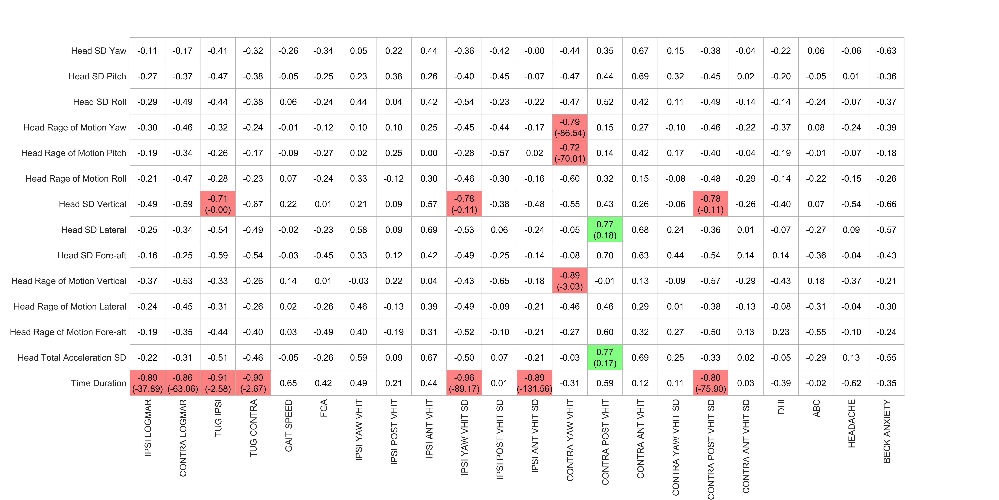 Head SD Yaw -0.11 -0.17 -0.41 -0.32 -0.26 -0.34 0.05 0.22 0.44 -0.36 -0.42 -0.00 -0.44 0.35 0.67 0.15 -0.38 -0.04 -0.22 0.06 -0.06 -0.63
Head SD Pitch -0.27 -0.37 -0.47 -0.38 -0.05 -0.25 0.23 0.38 0.26 -0.40 -0.45 -0.07 -0.47 0.44 0.69 0.32 -0.45 0.02 -0.20 -0.05 0.01 -0.36
Head SD Roll -0.29 -0.49 -0.44 -0.38 0.06 -0.24 0.44 0.04 0.42 -0.54 -0.23 -0.22 -0.47 0.52 0.42 0.11 -0.49 -0.14 -0.14 -0.24 -0.07 -0.37
Head Rage of Motion Yaw -0.30 -0.46 -0.32 -0.24 -0.01 -0.12 0.10 0.10 0.25 -0.45 -0.44 -0.17 -0.79 (-86.54) 0.15 0.27 -0.10 -0.46 -0.22 -0.37 0.08 -0.24 -0.39
Head Rage of Motion Pitch -0.19 -0.34 -0.26 -0.17 -0.09 -0.27 0.02 0.25 0.00 -0.28 -0.57 0.02 -0.72 (-70.01) 0.14 0.42 0.17 -0.40 -0.04 -0.19 -0.01 -0.07 -0.18
Head Rage of Motion Roll -0.21 -0.47 -0.28 -0.23 0.07 -0.24 0.33 -0.12 0.30 -0.46 -0.30 -0.16 -0.60 0.32 0.15 -0.08 -0.48 -0.29 -0.14 -0.22 -0.15 -0.26
Head SD Vertical -0.49 -0.59 -0.71 (-0.00) -0.67 0.22 0.01 0.21 0.09 0.57 -0.78 (-0.11) -0.38 -0.48 -0.55 0.43 0.26 -0.06 -0.78 (-0.11) -0.26 -0.40 0.07 -0.54 -0.66
Head SD Lateral -0.25 -0.34 -0.54 -0.49 -0.02 -0.23 0.58 0.09 0.69 -0.53 0.06 -0.24 -0.05 0.77 (0.18) 0.68 0.24 -0.36 0.01 -0.07 -0.27 0.09 -0.57
Head SD Fore-aft -0.16 -0.25 -0.59 -0.54 -0.03 -0.45 0.33 0.12 0.42 -0.49 -0.25 -0.14 -0.08 0.70 0.63 0.44 -0.54 0.14 0.14 -0.36 -0.04 -0.43
Head Rage of Motion Vertical -0.37 -0.53 -0.33 -0.26 0.14 0.01 -0.03 0.22 0.04 -0.43 -0.65 -0.18 -0.89 (-3.03) -0.01 0.13 -0.09 -0.57 -0.29 -0.43 0.18 -0.37 -0.21
Head Rage of Motion Lateral -0.24 -0.45 -0.31 -0.26 0.02 -0.26 0.46 -0.13 0.39 -0.49 -0.09 -0.21 -0.46 0.46 0.29 0.01 -0.38 -0.13 -0.08 -0.31 -0.04 -0.30
Head Rage of Motion Fore-aft -0.19 -0.35 -0.44 -0.40 0.03 -0.49 0.40 -0.19 0.31 -0.52 -0.10 -0.21 -0.27 0.60 0.32 0.27 -0.50 0.13 0.23 -0.55 -0.10 -0.24
Head Total Acceleration SD -0.22 -0.31 -0.51 -0.46 -0.05 -0.26 0.59 0.09 0.67 -0.50 0.07 -0.21 -0.03 0.77 (0.17) 0.69 0.25 -0.33 0.02 -0.05 -0.29 0.13 -0.55
Time Duration -0.89 (-37.89) -0.86 (-63.06) -0.91 (-2.58) -0.90 (-2.67) 0.65 0.42 0.49 0.21 0.44 -0.96 (-89.17) 0.01 -0.89 (-131.56) -0.31 0.59 0.12 0.11 -0.80 (-75.90) 0.03 -0.39 -0.02 -0.62 -0.35
IPSI LOGMAR
CONTRA LOGMAR
TUG IPSI
TUG CONTRA
GAIT SPEED
FGA
IPSI YAW VHIT
IPSI POST VHIT
IPSI ANT VHIT
IPSI YAW VHIT SD
IPSI POST VHIT SD
IPSI ANT VHIT SD
CONTRA YAW VHIT
CONTRA POST VHIT
CONTRA ANT VHIT
CONTRA YAW VHIT SD
CONTRA POST VHIT SD
CONTRA ANT VHIT SD
DHI
ABC
HEADACHE
BECK ANXIETY